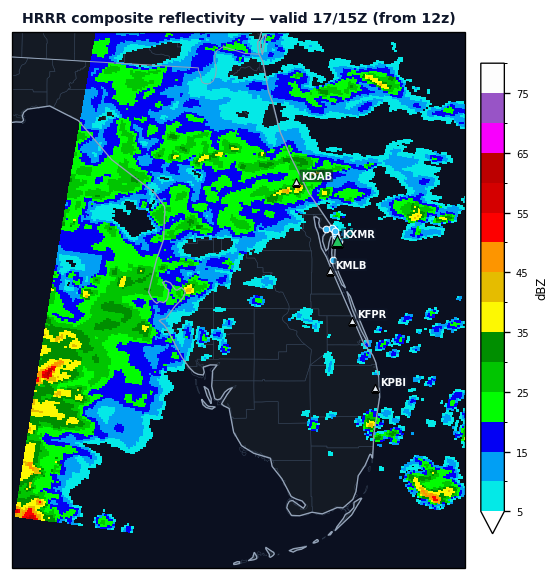 HRRR composite reflectivity — valid 17/15Z (from 12z)
KDAB
KXMR
KMLB
KFPR
KPBI
75
65
55
45
35
25
15
5
dBZ